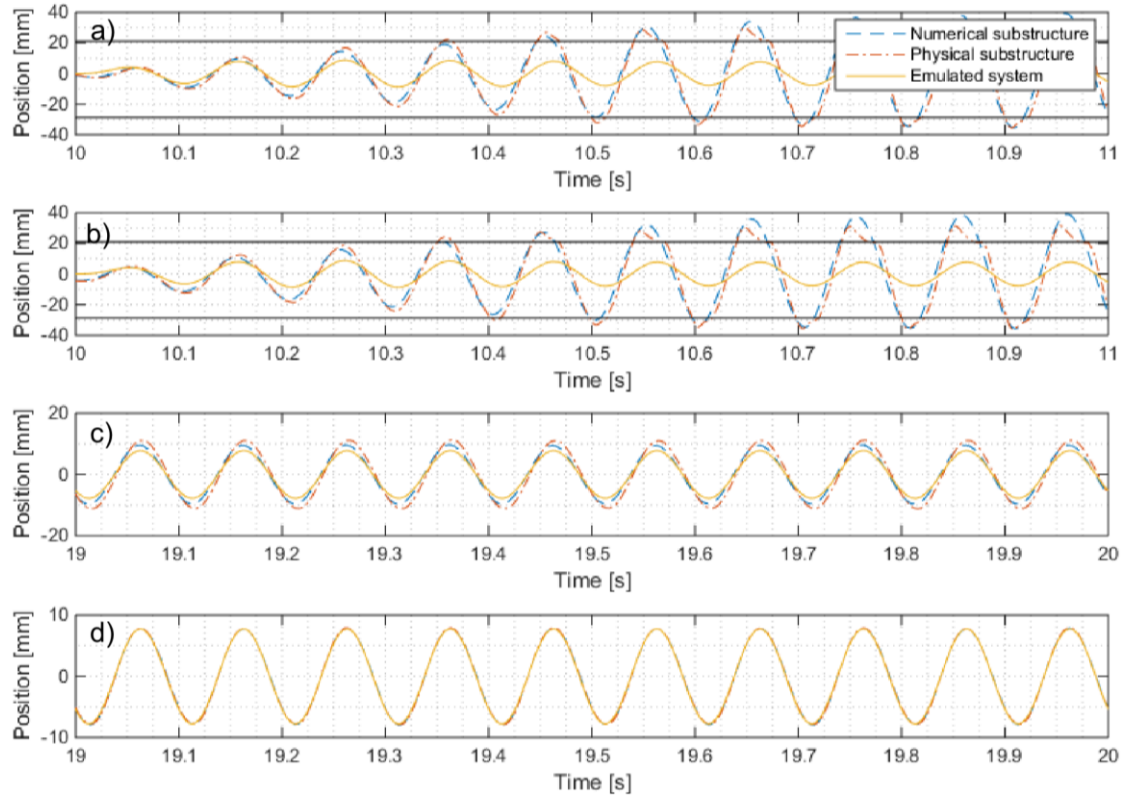 a)
Position [mm]
40
20
0
-20
-40
Numerical substructure
Physical substructure
Emulated system
10 10.1 10.2 10.3 10.4 10.5 10.6 10.7 10.8 10.9 11
Time [s]
b)
Position [mm]
40
20
0
-20
-40
10 10.1 10.2 10.3 10.4 10.5 10.6 10.7 10.8 10.9 11
Time [s]
c)
Position [mm]
20
0
-20
19 19.1 19.2 19.3 19.4 19.5 19.6 19.7 19.8 19.9 20
Time [s]
d)
Position [mm]
10
0
-10
19 19.1 19.2 19.3 19.4 19.5 19.6 19.7 19.8 19.9 20
Time [s]